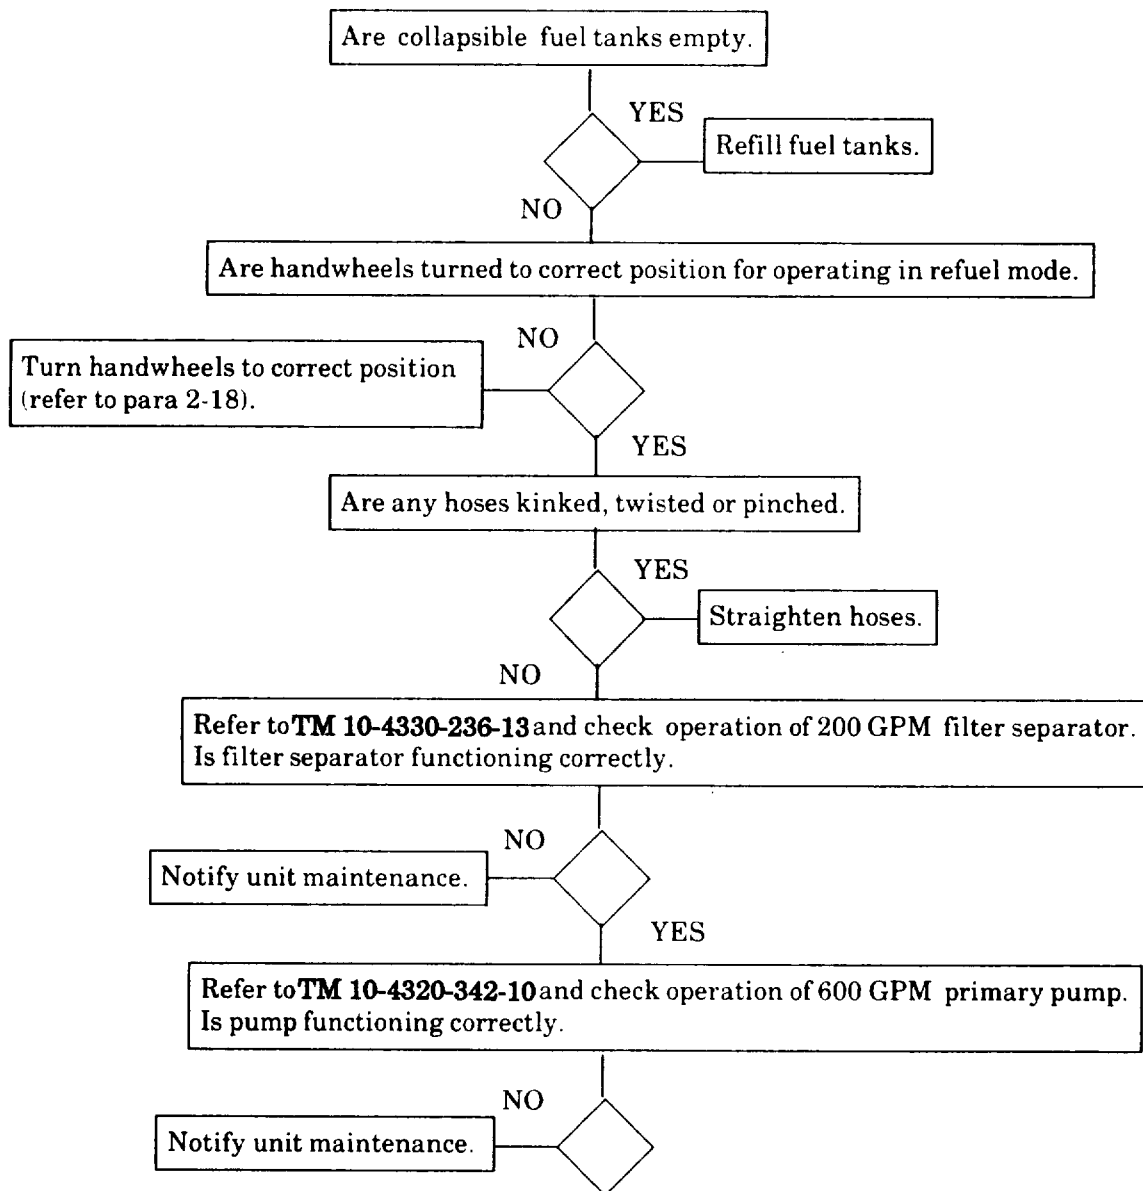 Are collapsible fuel tanks empty.
YES
Refill fuel tanks.
NO
Are handwheels turned to correct position for operating in refuel mode.
NO
Turn handwheels to correct position
(refer to para 2-18).
YES
Are any hoses kinked, twisted or pinched.
YES
Straighten hoses.
NO
Refer to TM 10-4330-236-13 and check operation of 200 GPM filter separator.
Is filter separator functioning correctly.
NO
Notify unit maintenance.
YES
Refer to TM 10-4320-342-10 and check operation of 600 GPM primary pump.
Is pump functioning correctly.
NO
Notify unit maintenance.